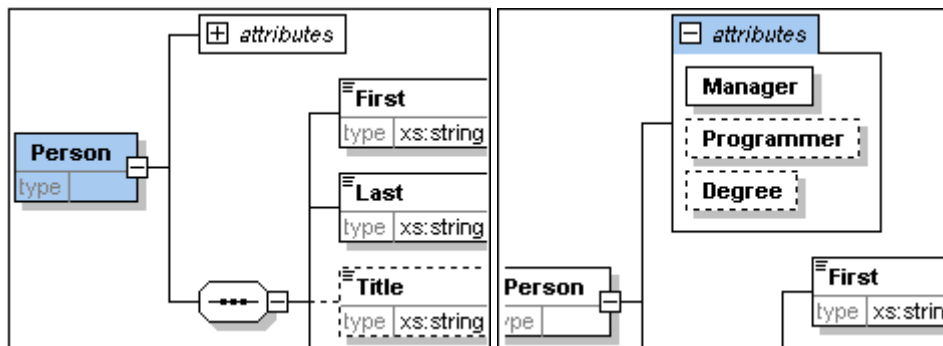 attributes
First
type xs:string
Person
type
Last
type xs:string
Title
type xs:string
attributes
Manager
Programmer
Degree
Person
ype
First
type xs:strin